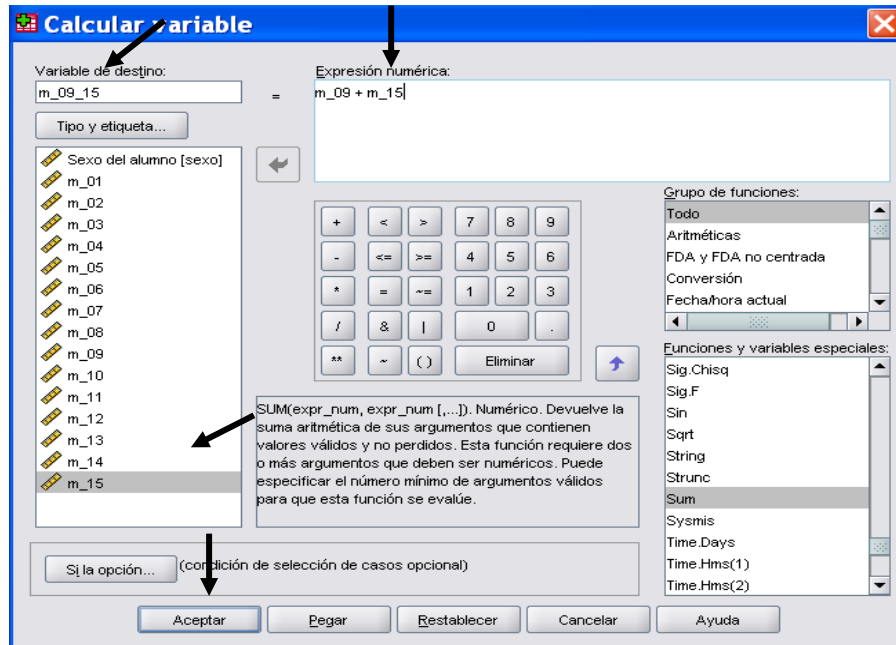 Calcular variable
Variable de destino:
m_09_15
=
Expresión numérica:
m_09 + m_15
Tipo y etiqueta...
Sexo del alumno [sexo]
m_01
m_02
m_03
m_04
m_05
m_06
m_07
m_08
m_09
m_10
m_11
m_12
m_13
m_14
m_15
+ < > 7 8 9
- <= >= 4 5 6
* = ~= 1 2 3
/ & | 0 .
** ~ ( ) Eliminar
Grupo de funciones:
Todo
Aritméticas
FDA y FDA no centrada
Conversión
Fecha/hora actual
Funciones y variables especiales:
Sig.Chisq
Sig.F
Sin
Sqrt
String
Strunc
Sum
Sysmis
Time.Days
Time.Hms(1)
Time.Hms(2)
SUM(expr_num, expr_num [,...]). Numérico. Devuelve la
suma aritmética de sus argumentos que contienen
valores válidos y no perdidos. Esta función requiere dos
o más argumentos que deben ser numéricos. Puede
especificar el número mínimo de argumentos válidos
para que esta función se evalúe.
Si la opción... (condición de selección de casos opcional)
Aceptar Pegar Restablecer Cancelar Ayuda